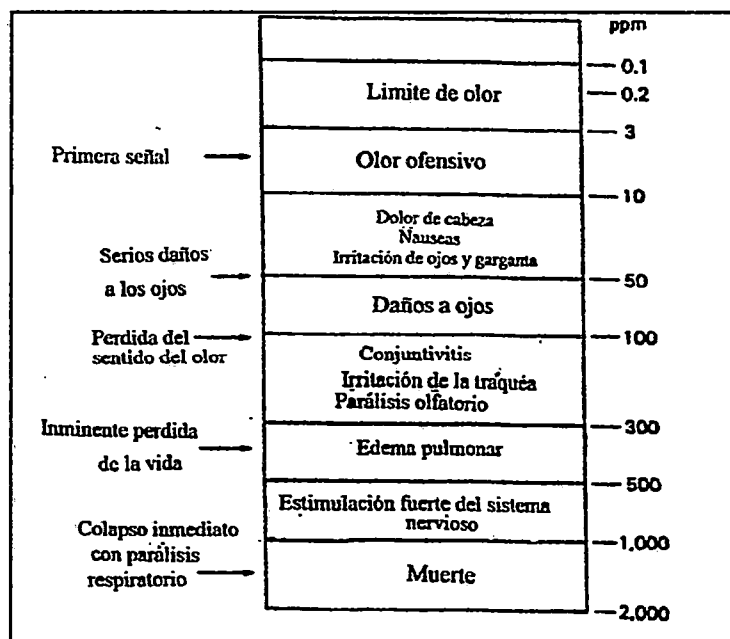 ppm
0.1
Limite de olor
0.2
3
Primera señal
Olor ofensivo
10
Dolor de cabeza
Nauseas
Irritación de ojos y garganta
Serios daños
a los ojos
50
Daños a ojos
100
Perdida del
sentido del olor
Conjuntivitis
Irritación de la traquéa
Parálisis olfatorio
300
Inminente perdida
de la vida
Edema pulmonar
500
Estimulación fuerte del sistema
nervioso
1,000
Colapso inmediato
con parálisis
respiratorio
Muerte
2,000